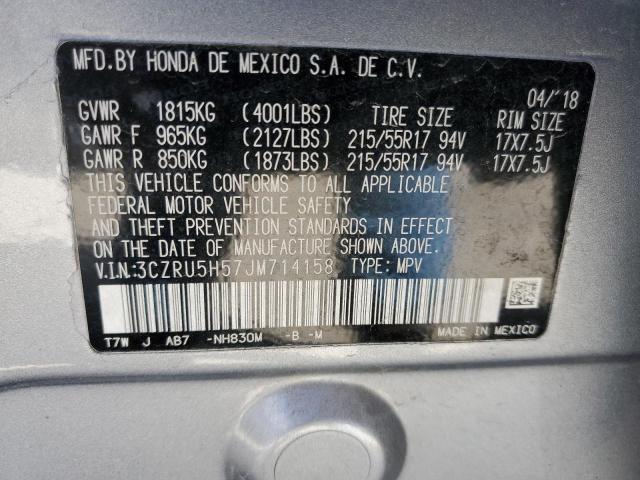 MFD.BY HONDA DE MEXICO S.A. DE C.V.
04/'18
GVWR 1815KG (4001LBS) TIRE SIZE RIM SIZE
GAWR F 965KG (2127LBS) 215/55R17 94V 17X7.5J
GAWR R 850KG (1873LBS) 215/55R17 94V 17X7.5J
THIS VEHICLE CONFORMS TO ALL APPLICABLE
FEDERAL MOTOR VEHICLE SAFETY
AND THEFT PREVENTION STANDARDS IN EFFECT
ON THE DATE OF MANUFACTURE SHOWN ABOVE.
V.I.N:3CZRU5H57JM714158 TYPE: MPV
T7W J AB7 -NH830M -B -M MADE IN MEXICO